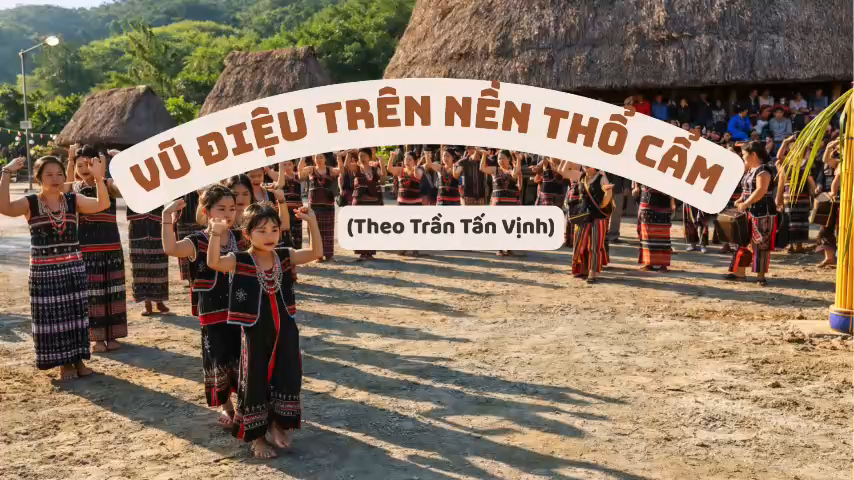 VŨ ĐIỆU TRÊN NỀN THỔ CẨM
(Theo Trần Tấn Vịnh)